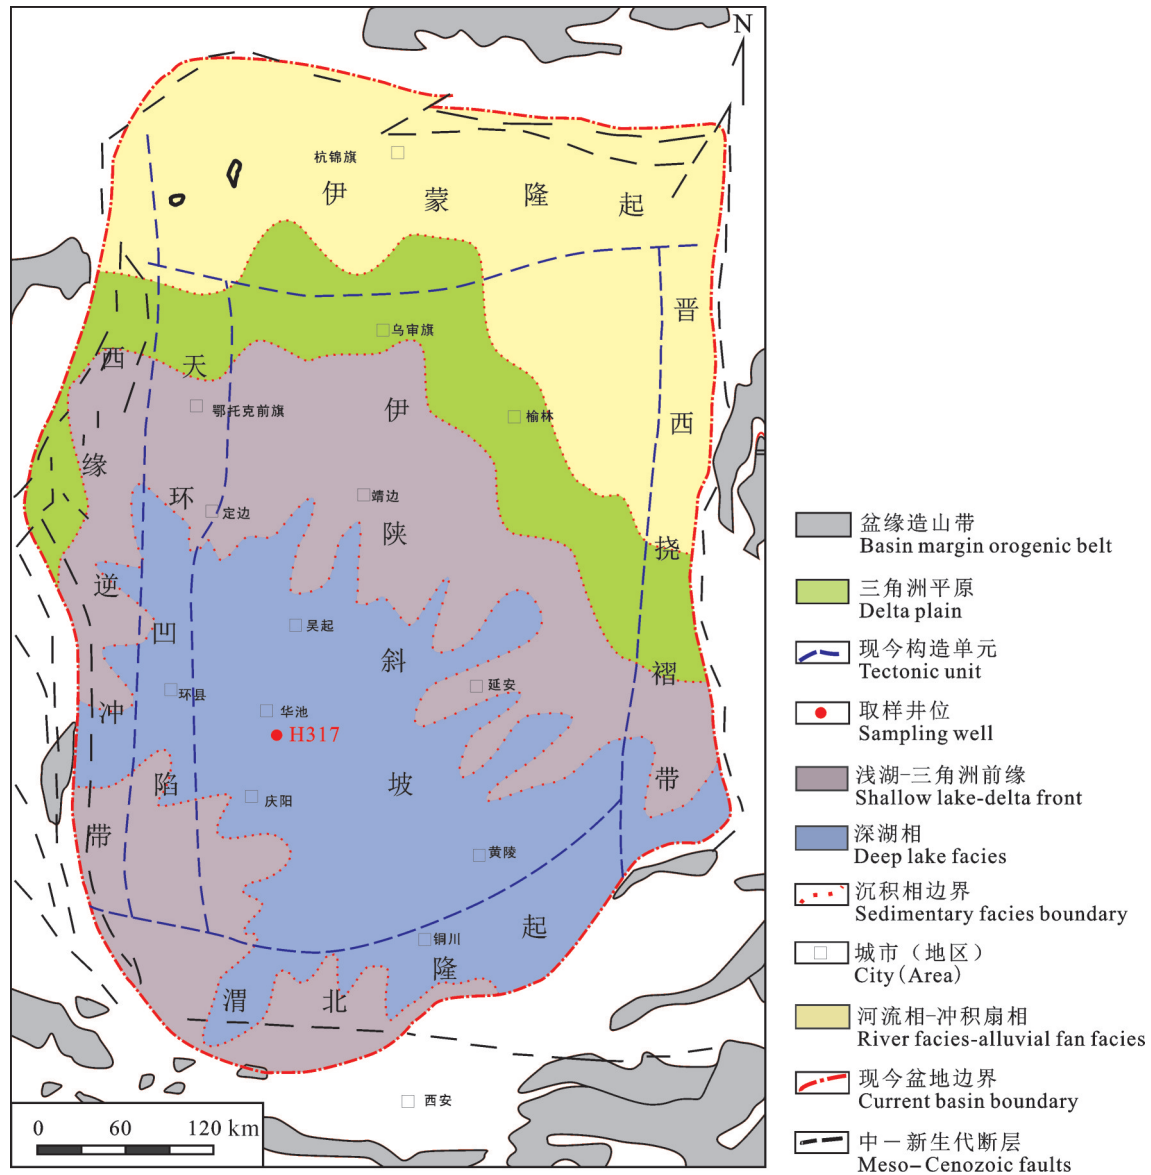 N
杭锦旗
伊蒙隆起
乌审旗
鄂托克前旗
榆林
靖边
定边
吴起
环县
华池
H317
延安
庆阳
黄陵
铜川
西安
西缘逆冲带
天环凹陷
伊陕斜坡
晋西挠褶带
渭北隆起
0 60 120 km
盆缘造山带
Basin margin orogenic belt
三角洲平原
Delta plain
现今构造单元
Tectonic unit
取样井位
Sampling well
浅湖-三角洲前缘
Shallow lake-delta front
深湖相
Deep lake facies
沉积相边界
Sedimentary facies boundary
城市（地区）
City(Area)
河流相-冲积扇相
River facies-alluvial fan facies
现今盆地边界
Current basin boundary
中－新生代断层
Meso-Cenozoic faults